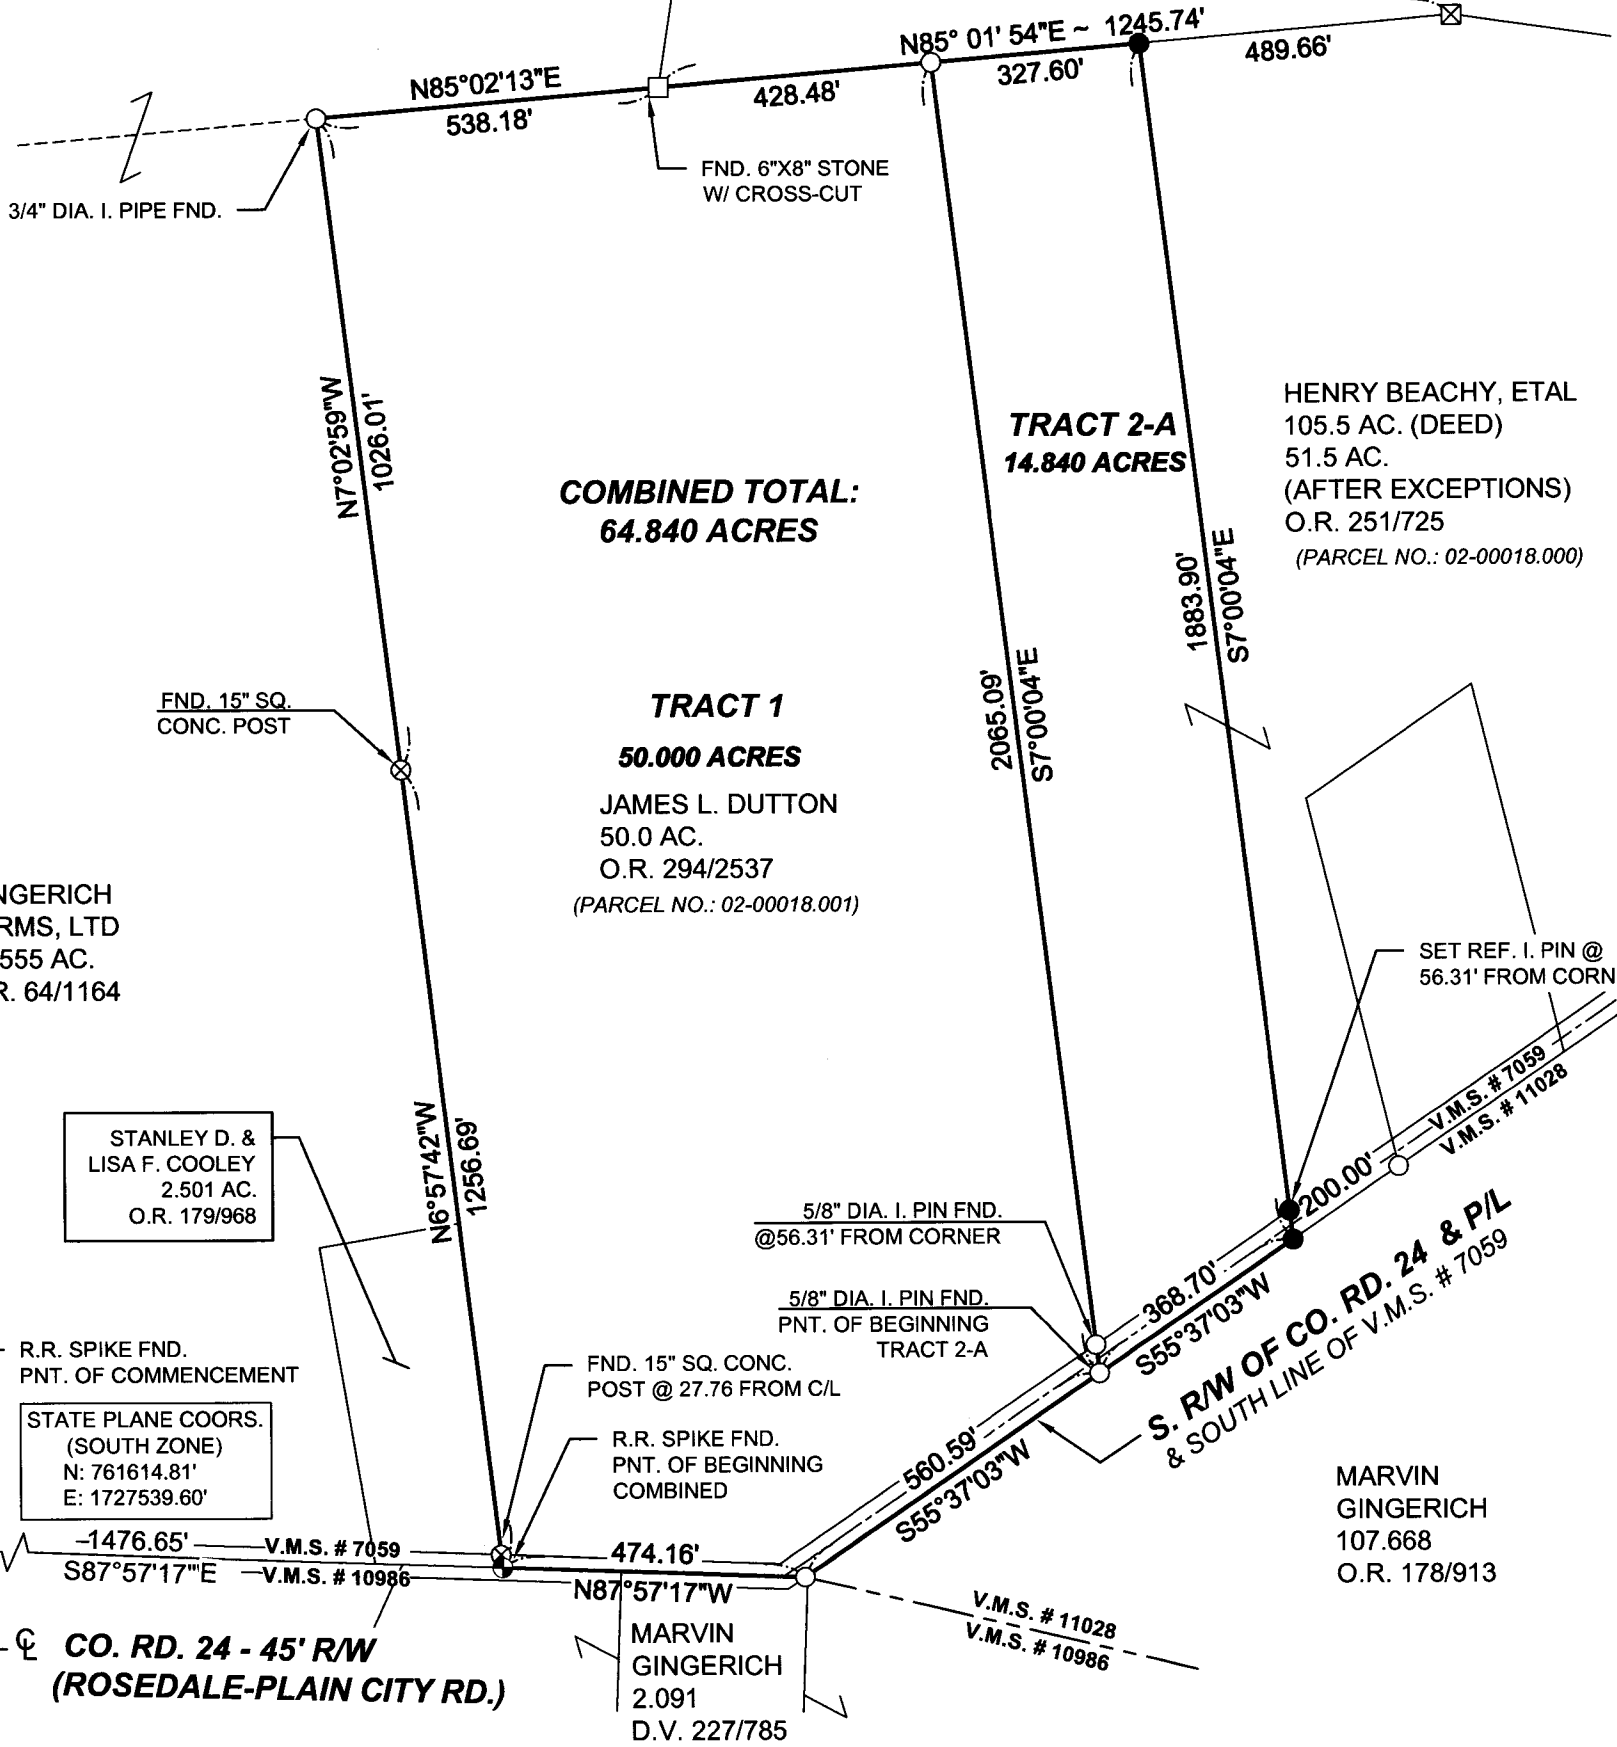 N85° 01' 54"E ~ 1245.74'
489.66'
327.60'
N85°02'13"E
428.48'
538.18'
FND. 6"X8" STONE
W/ CROSS-CUT
3/4" DIA. I. PIPE FND.
N7°02'59"W
1026.01'
COMBINED TOTAL:
64.840 ACRES
TRACT 2-A
14.840 ACRES
HENRY BEACHY, ETAL
105.5 AC. (DEED)
51.5 AC.
(AFTER EXCEPTIONS)
O.R. 251/725
(PARCEL NO.: 02-00018.000)
1883.90'
S7°00'04"E
2065.09'
S7°00'04"E
FND. 15" SQ.
CONC. POST
TRACT 1
50.000 ACRES
JAMES L. DUTTON
50.0 AC.
O.R. 294/2537
(PARCEL NO.: 02-00018.001)
NGERICH
RMS, LTD
555 AC.
R. 64/1164
SET REF. I. PIN @
56.31' FROM CORN
V.M.S. # 7059
V.M.S. # 11028
STANLEY D. &
LISA F. COOLEY
2.501 AC.
O.R. 179/968
N6°57'42"W
1256.69'
5/8" DIA. I. PIN FND.
@56.31' FROM CORNER
5/8" DIA. I. PIN FND.
PNT. OF BEGINNING
TRACT 2-A
200.00'
368.70'
S55°37'03"W
S. R/W OF CO. RD. 24 & P/L
& SOUTH LINE OF V.M.S. # 7059
R.R. SPIKE FND.
PNT. OF COMMENCEMENT
STATE PLANE COORS.
(SOUTH ZONE)
N: 761614.81'
E: 1727539.60'
FND. 15" SQ. CONC.
POST @ 27.76 FROM C/L
R.R. SPIKE FND.
PNT. OF BEGINNING
COMBINED
560.59'
S55°37'03"W
MARVIN
GINGERICH
107.668
O.R. 178/913
1476.65'
S87°57'17"E
V.M.S. # 7059
V.M.S. # 10986
474.16'
N87°57'17"W
V.M.S. # 11028
V.M.S. # 10986
℄ CO. RD. 24 - 45' R/W
(ROSEDALE-PLAIN CITY RD.)
MARVIN
GINGERICH
2.091
D.V. 227/785